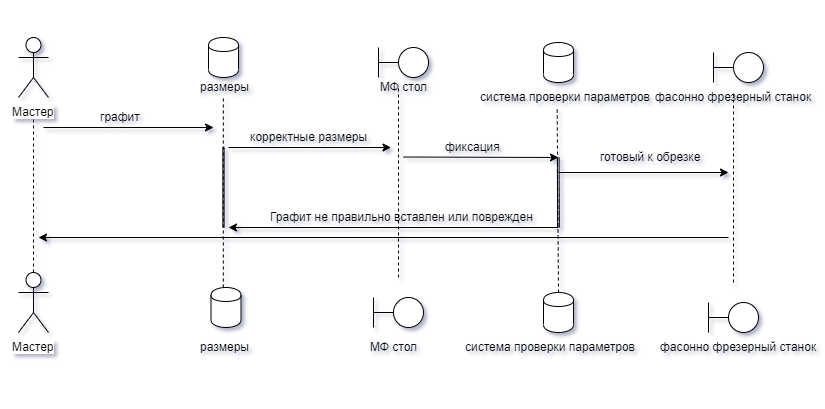 размеры
МФ стол
система проверки параметров
фасонно фрезерный станок
Мастер
графит
корректные размеры
фиксация
готовый к обрезке
Графит не правильно вставлен или поврежден
Мастер
размеры
МФ стол
система проверки параметров
фасонно фрезерный станок